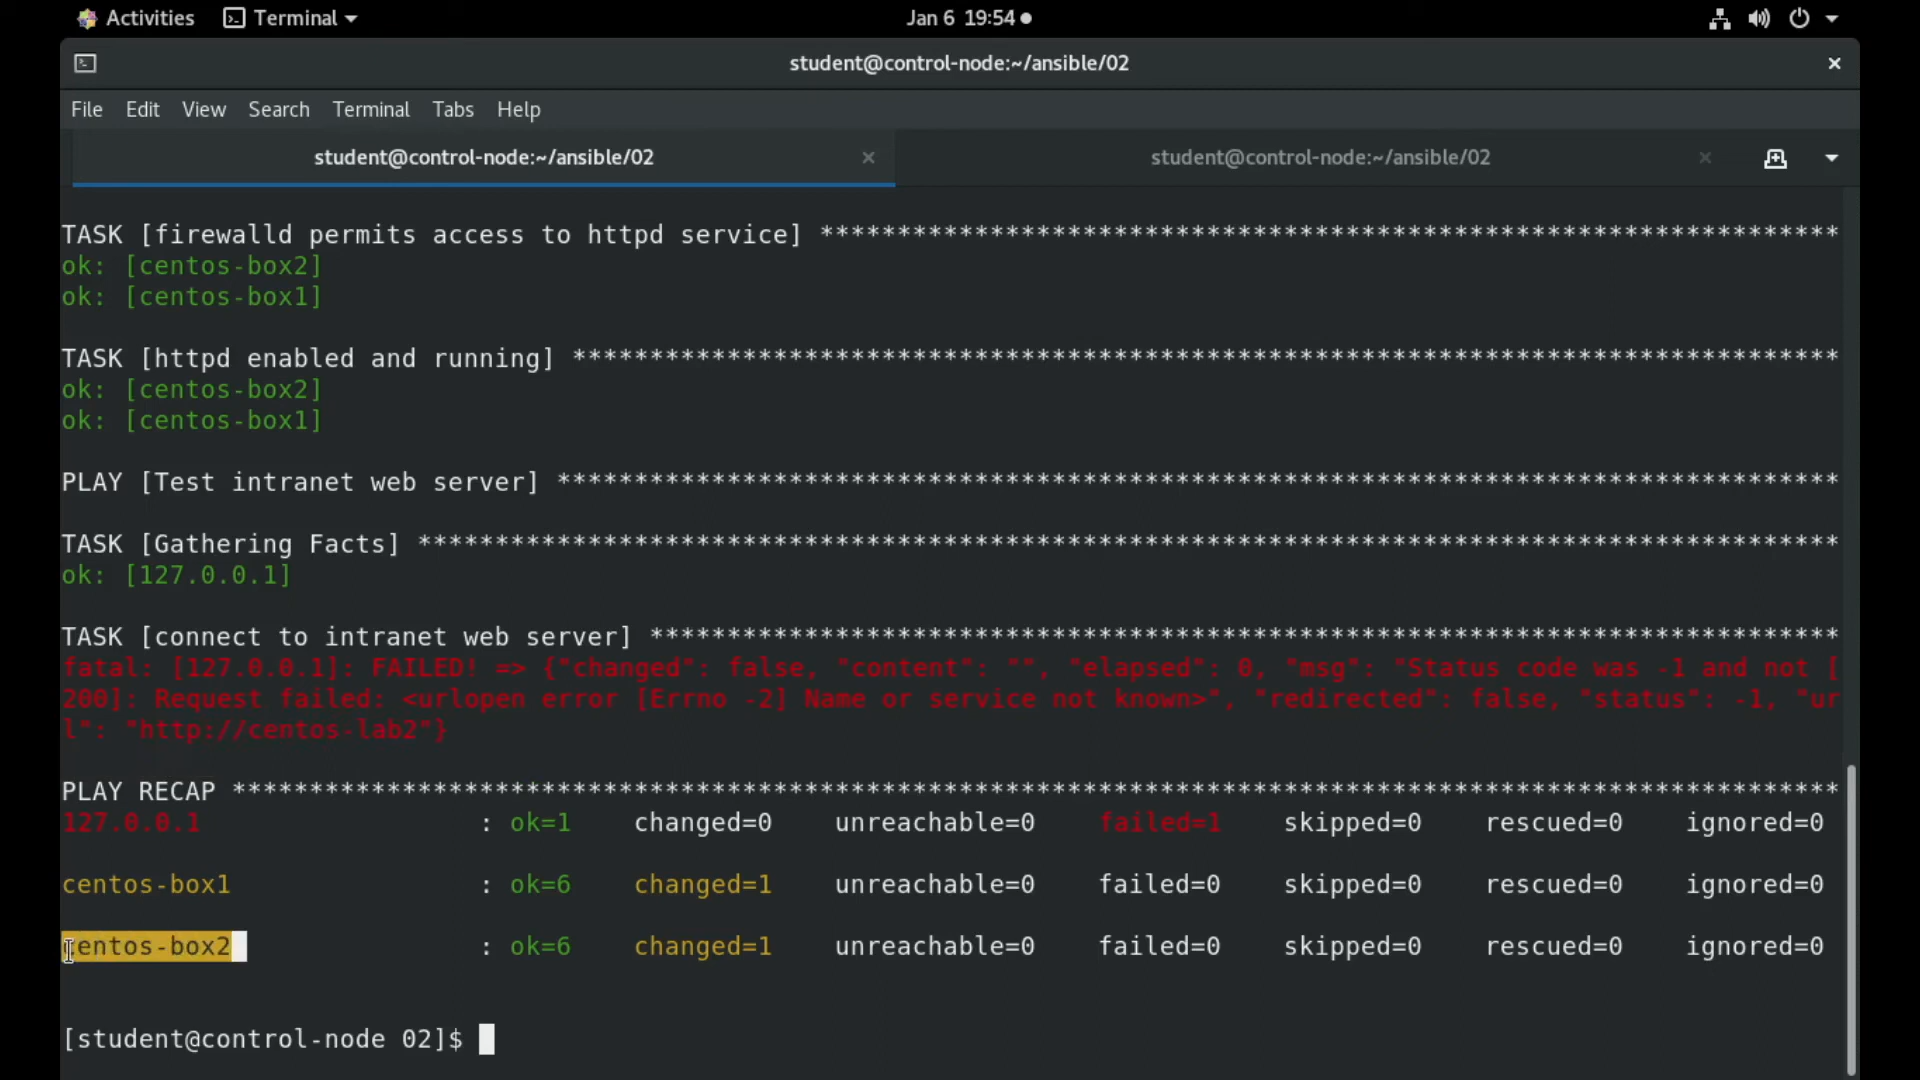 Activities Terminal Jan 6 19:54
student@control-node:~/ansible/02
File Edit View Search Terminal Tabs Help
student@control-node:~/ansible/02 student@control-node:~/ansible/02
TASK [firewalld permits access to httpd service] ******************************************************************
ok: [centos-box2]
ok: [centos-box1]
TASK [httpd enabled and running] **********************************************************************************
ok: [centos-box2]
ok: [centos-box1]
PLAY [Test intranet web server] ***********************************************************************************
TASK [Gathering Facts] ********************************************************************************************
ok: [127.0.0.1]
TASK [connect to intranet web server] *****************************************************************************
fatal: [127.0.0.1]: FAILED! => {"changed": false, "content": "", "elapsed": 0, "msg": "Status code was -1 and not [
200]: Request failed: <urlopen error [Errno -2] Name or service not known>", "redirected": false, "status": -1, "ur
l": "http://centos-lab2"}
PLAY RECAP ********************************************************************************************************
127.0.0.1 : ok=1 changed=0 unreachable=0 failed=1 skipped=0 rescued=0 ignored=0
centos-box1 : ok=6 changed=1 unreachable=0 failed=0 skipped=0 rescued=0 ignored=0
centos-box2 : ok=6 changed=1 unreachable=0 failed=0 skipped=0 rescued=0 ignored=0
[student@control-node 02]$